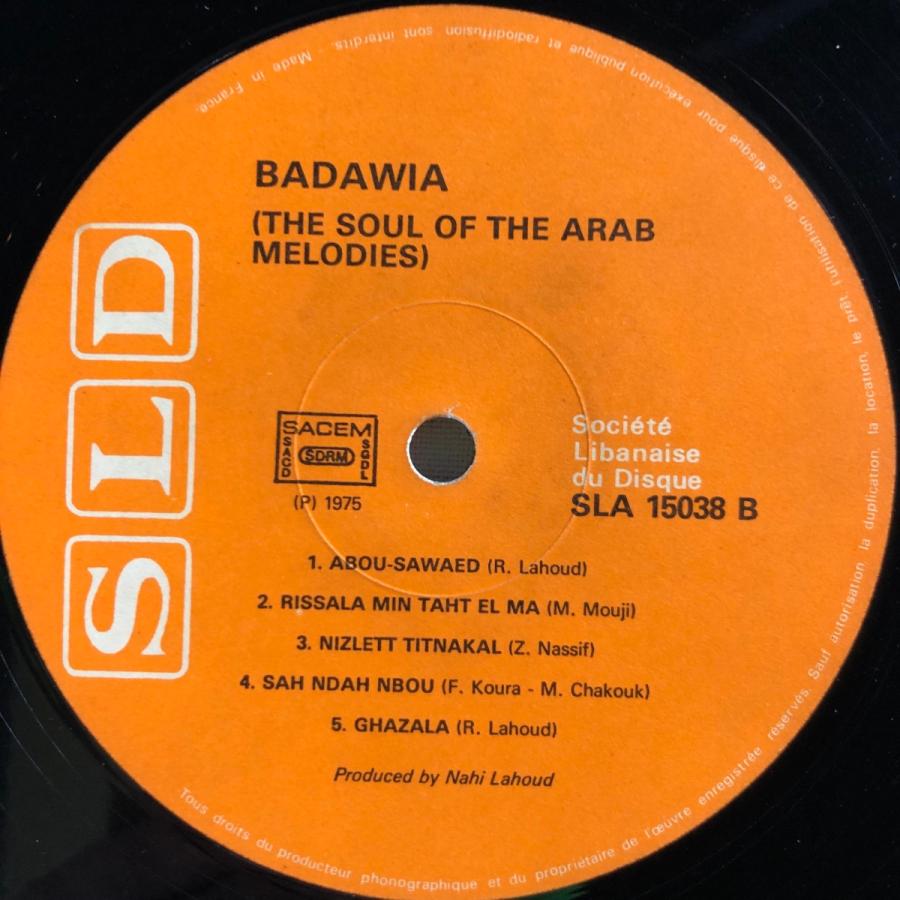 BADAWIA
(THE SOUL OF THE ARAB
MELODIES)
SLD
SACEM
SACD
SDRM
SGDL
(P) 1975
Société
Libanaise
du Disque
SLA 15038 B
1. ABOU-SAWAED (R. Lahoud)
2. RISSALA MIN TAHT EL MA (M. Mouji)
3. NIZLETT TITNAKAL (Z. Nassif)
4. SAH NDAH NBOU (F. Koura - M. Chakouk)
5. GHAZALA (R. Lahoud)
Produced by Nahi Lahoud
Tous droits du producteur phonographique et du propriétaire de l'œuvre enregistrée réservés. Sauf autorisation la duplication, la location, le prêt, l'utilisation de ce disque pour exécution publique et radiodiffusion sont interdits. - Made in France.